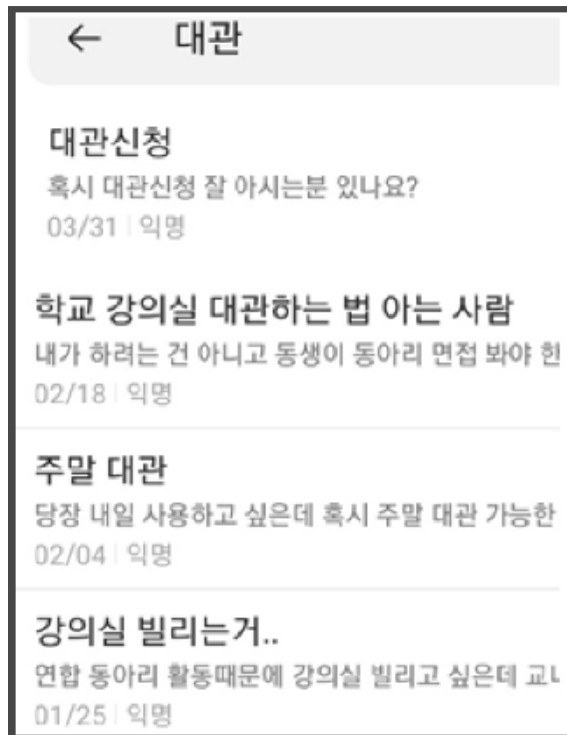 ← 대관
대관신청
혹시 대관신청 잘 아시는분 있나요?
03/31 | 익명
학교 강의실 대관하는 법 아는 사람
내가 하려는 건 아니고 동생이 동아리 면접 봐야 한
02/18 | 익명
주말 대관
당장 내일 사용하고 싶은데 혹시 주말 대관 가능한
02/04 | 익명
강의실 빌리는거..
연합 동아리 활동때문에 강의실 빌리고 싶은데
01/25 | 익명